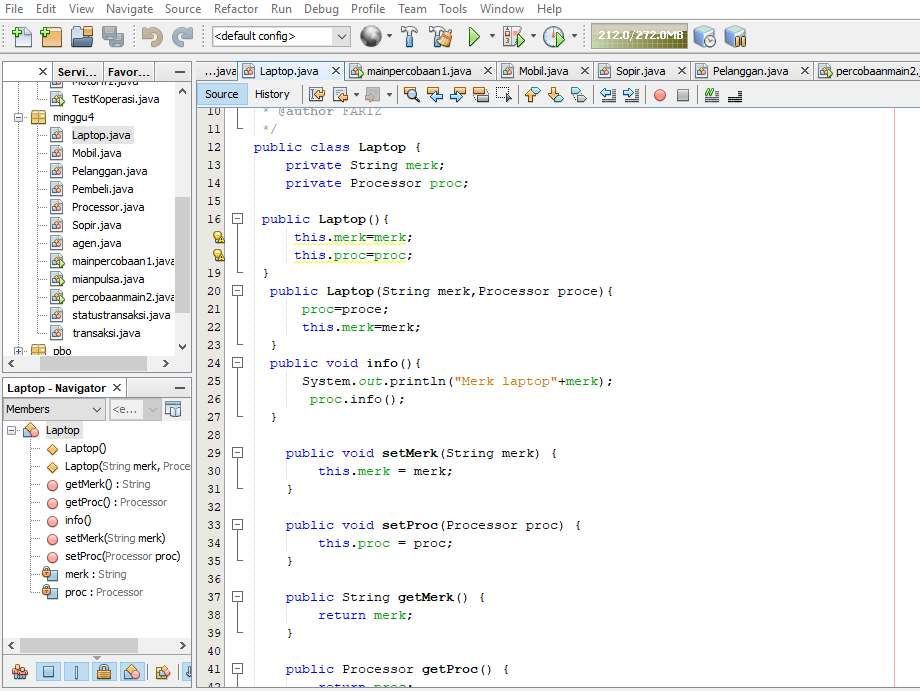 File Edit View Navigate Source Refactor Run Debug Profile Team Tools Window Help
<default config> 212.0/272.0MB
Servi... Favor... ...java Laptop.java mainpercobaan1.java Mobil.java Sopir.java Pelanggan.java percobaanmain2.
Source History
TestKoperasi.java
minggu4
Laptop.java
Mobil.java
Pelanggan.java
Pembeli.java
Processor.java
Sopir.java
agen.java
mainpercobaan1.java
mianpulsa.java
percobaanmain2.java
statustransaksi.java
transaksi.java
pbo
Laptop - Navigator
Members <e...
Laptop
Laptop()
Laptop(String merk, Proce
getMerk() : String
getProc() : Processor
info()
setMerk(String merk)
setProc(Processor proc)
merk : String
proc : Processor
10 * @author FARIZ
11 */
12 public class Laptop {
13 private String merk;
14 private Processor proc;
15
16 public Laptop(){
this.merk=merk;
this.proc=proc;
19 }
20 public Laptop(String merk,Processor proce){
21 proc=proce;
22 this.merk=merk;
23 }
24 public void info(){
25 System.out.println("Merk laptop"+merk);
26 proc.info();
27 }
28
29 public void setMerk(String merk) {
30 this.merk = merk;
31 }
32
33 public void setProc(Processor proc) {
34 this.proc = proc;
35 }
36
37 public String getMerk() {
38 return merk;
39 }
40
41 public Processor getProc() {
42 return proc;